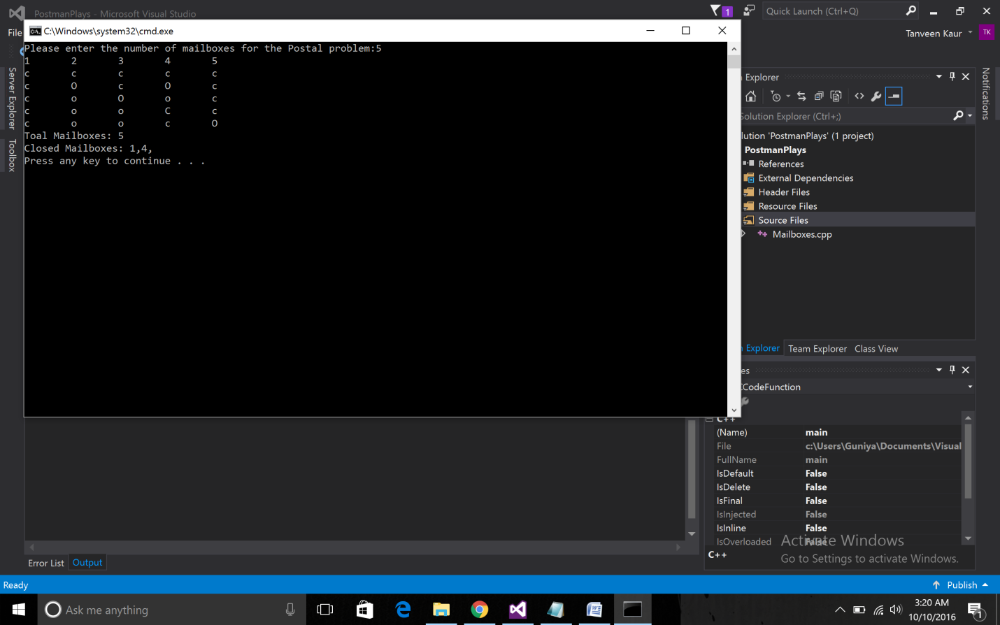 PostmanPlays - Microsoft Visual Studio
1
Quick Launch (Ctrl+Q)
File
C:\Windows\system32\cmd.exe
Tanveen Kaur
TK
Please enter the number of mailboxes for the Postal problem:5
1 2 3 4 5
c c c c c
c O c O c
c o O o c
c o o C c
c o o c O
Toal Mailboxes: 5
Closed Mailboxes: 1,4,
Press any key to continue . . .
Server Explorer
Toolbox
Notifications
Explorer
Solution Explorer (Ctrl+;)
lution 'PostmanPlays' (1 project)
PostmanPlays
References
External Dependencies
Header Files
Resource Files
Source Files
Mailboxes.cpp
Explorer Team Explorer Class View
es
CodeFunction
C++
(Name) main
File c:\Users\Guniya\Documents\Visual
FullName main
IsDefault False
IsDelete False
IsFinal False
IsInjected False
IsInline False
IsOverloaded False
C++
Activate Windows
Go to Settings to activate Windows.
Error List Output
Ready
Publish
Ask me anything
3:20 AM
10/10/2016
1